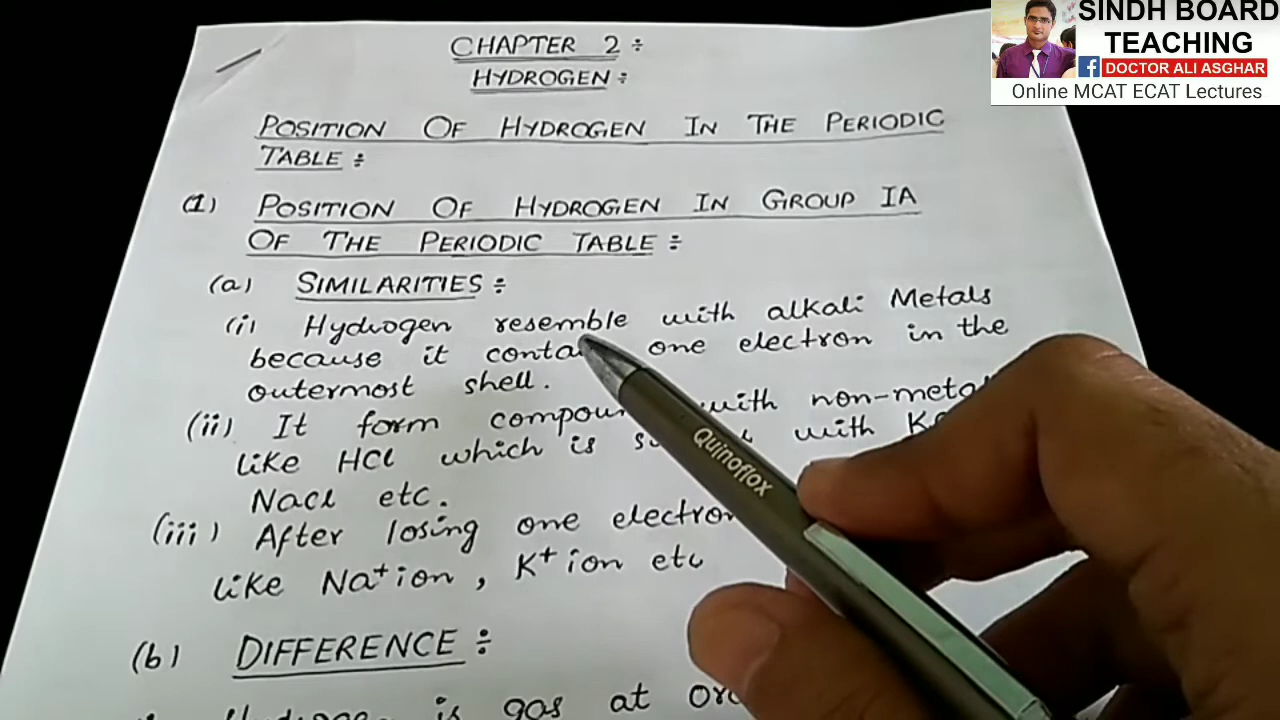 SINDH BOARD
TEACHING
f DOCTOR ALI ASGHAR
Online MCAT ECAT Lectures
CHAPTER 2 ÷
HYDROGEN ÷
POSITION OF HYDROGEN IN THE PERIODIC
TABLE ÷
(1) POSITION OF HYDROGEN IN GROUP IA
OF THE PERIODIC TABLE ÷
(a) SIMILARITIES ÷
(i) Hydrogen resemble with alkali Metals
because it one electron in the
outermost shell.
(ii) It form with
like HCl which is with
NaCl etc.
(iii) After losing one electron
like Na+ion, K+ion etc
(b) DIFFERENCE ÷
is gas at
Quinoflox